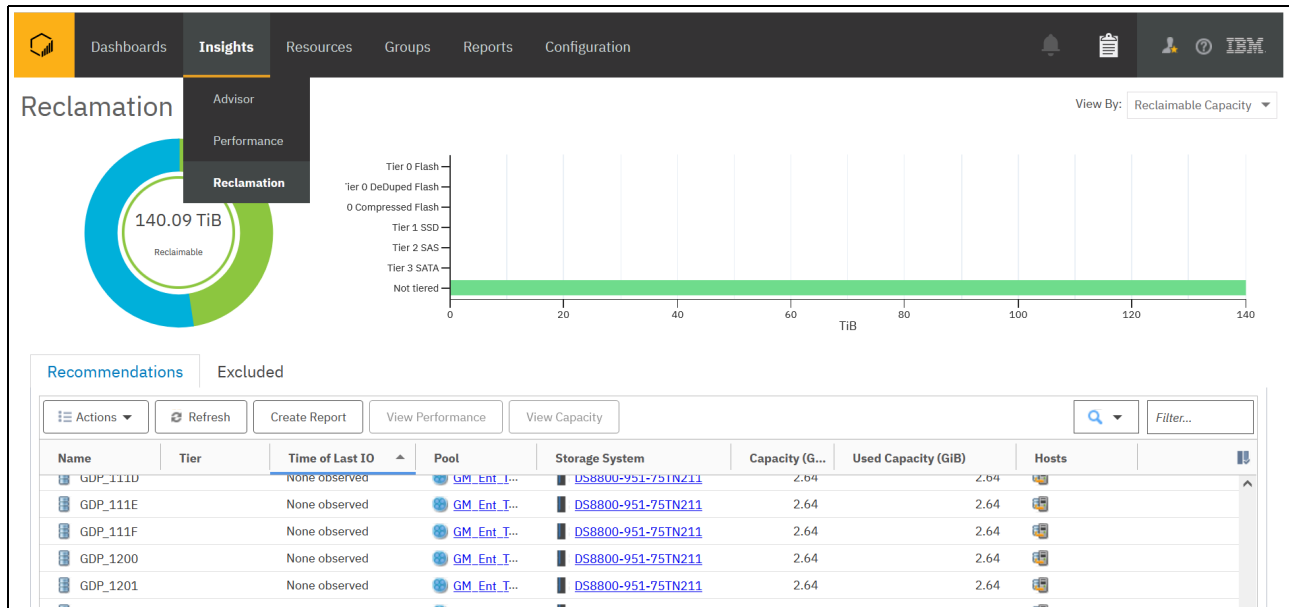 Dashboards Insights Resources Groups Reports Configuration IBM
Advisor
Performance
Reclamation
Reclamation
View By: Reclaimable Capacity
140.09 TiB
Reclaimable
Tier 0 Flash
ier 0 DeDuped Flash
0 Compressed Flash
Tier 1 SSD
Tier 2 SAS
Tier 3 SATA
Not tiered
0 20 40 60 80 100 120 140
TiB
Recommendations Excluded
Actions Refresh Create Report View Performance View Capacity Filter...
Name Tier Time of Last IO Pool Storage System Capacity (G... Used Capacity (GiB) Hosts
GDP_111D None observed GM_Ent_T... DS8800-951-75TN211 2.64 2.64
GDP_111E None observed GM_Ent_T... DS8800-951-75TN211 2.64 2.64
GDP_111F None observed GM_Ent_T... DS8800-951-75TN211 2.64 2.64
GDP_1200 None observed GM_Ent_T... DS8800-951-75TN211 2.64 2.64
GDP_1201 None observed GM_Ent_T... DS8800-951-75TN211 2.64 2.64